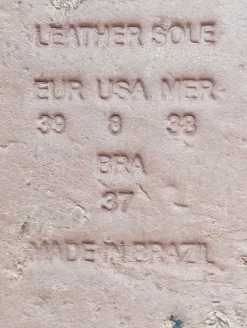 LEATHER SOLE
EUR USA MER-
39 8 38
BRA
37
MADE IN BRAZIL